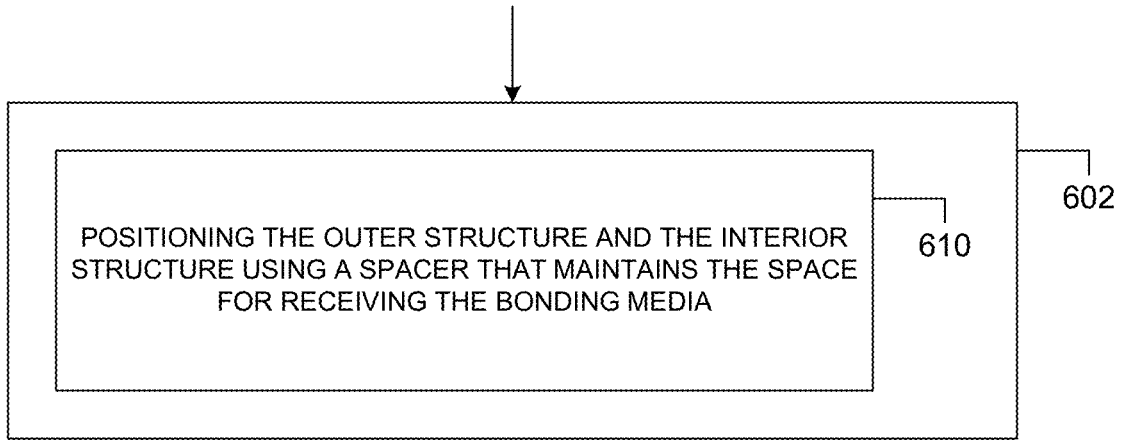 POSITIONING THE OUTER STRUCTURE AND THE INTERIOR
STRUCTURE USING A SPACER THAT MAINTAINS THE SPACE
FOR RECEIVING THE BONDING MEDIA
610
602